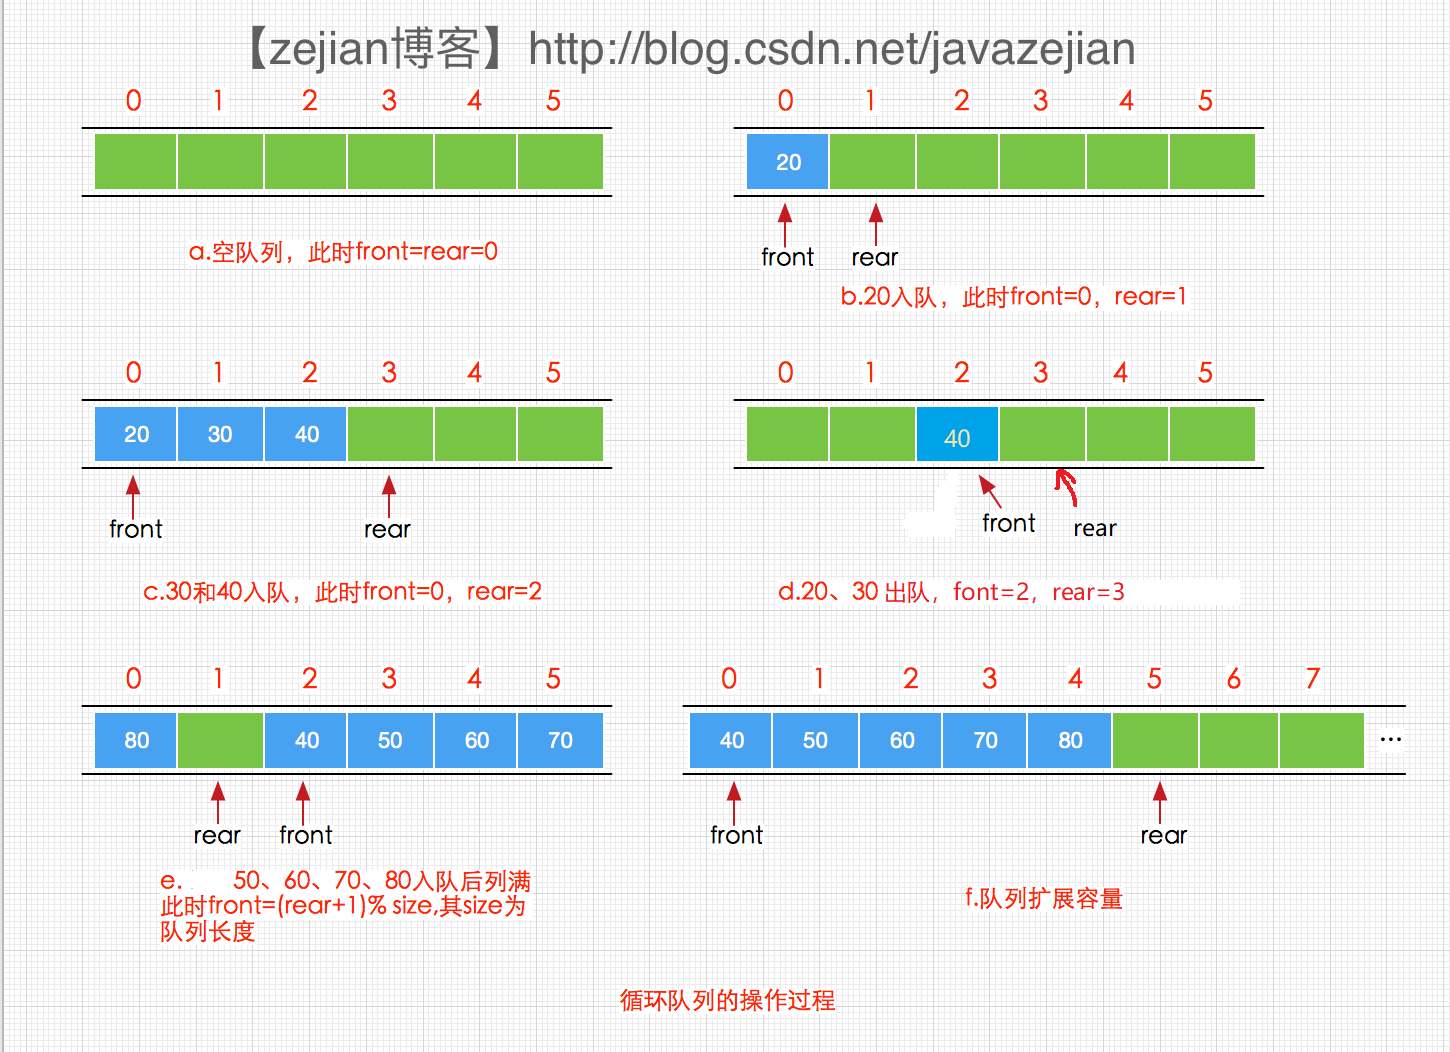 【zejian博客】http://blog.csdn.net/javazejian
0 1 2 3 4 5
a.空队列，此时front=rear=0
0 1 2 3 4 5
20
front rear
b.20入队，此时front=0，rear=1
0 1 2 3 4 5
20 30 40
front rear
c.30和40入队，此时front=0，rear=2
0 1 2 3 4 5
40
front rear
d.20、30 出队，font=2，rear=3
0 1 2 3 4 5
80 40 50 60 70
rear front
e. 50、60、70、80入队后列满
此时front=(rear+1)% size,其size为
队列长度
0 1 2 3 4 5 6 7
40 50 60 70 80 ...
front rear
f.队列扩展容量
循环队列的操作过程